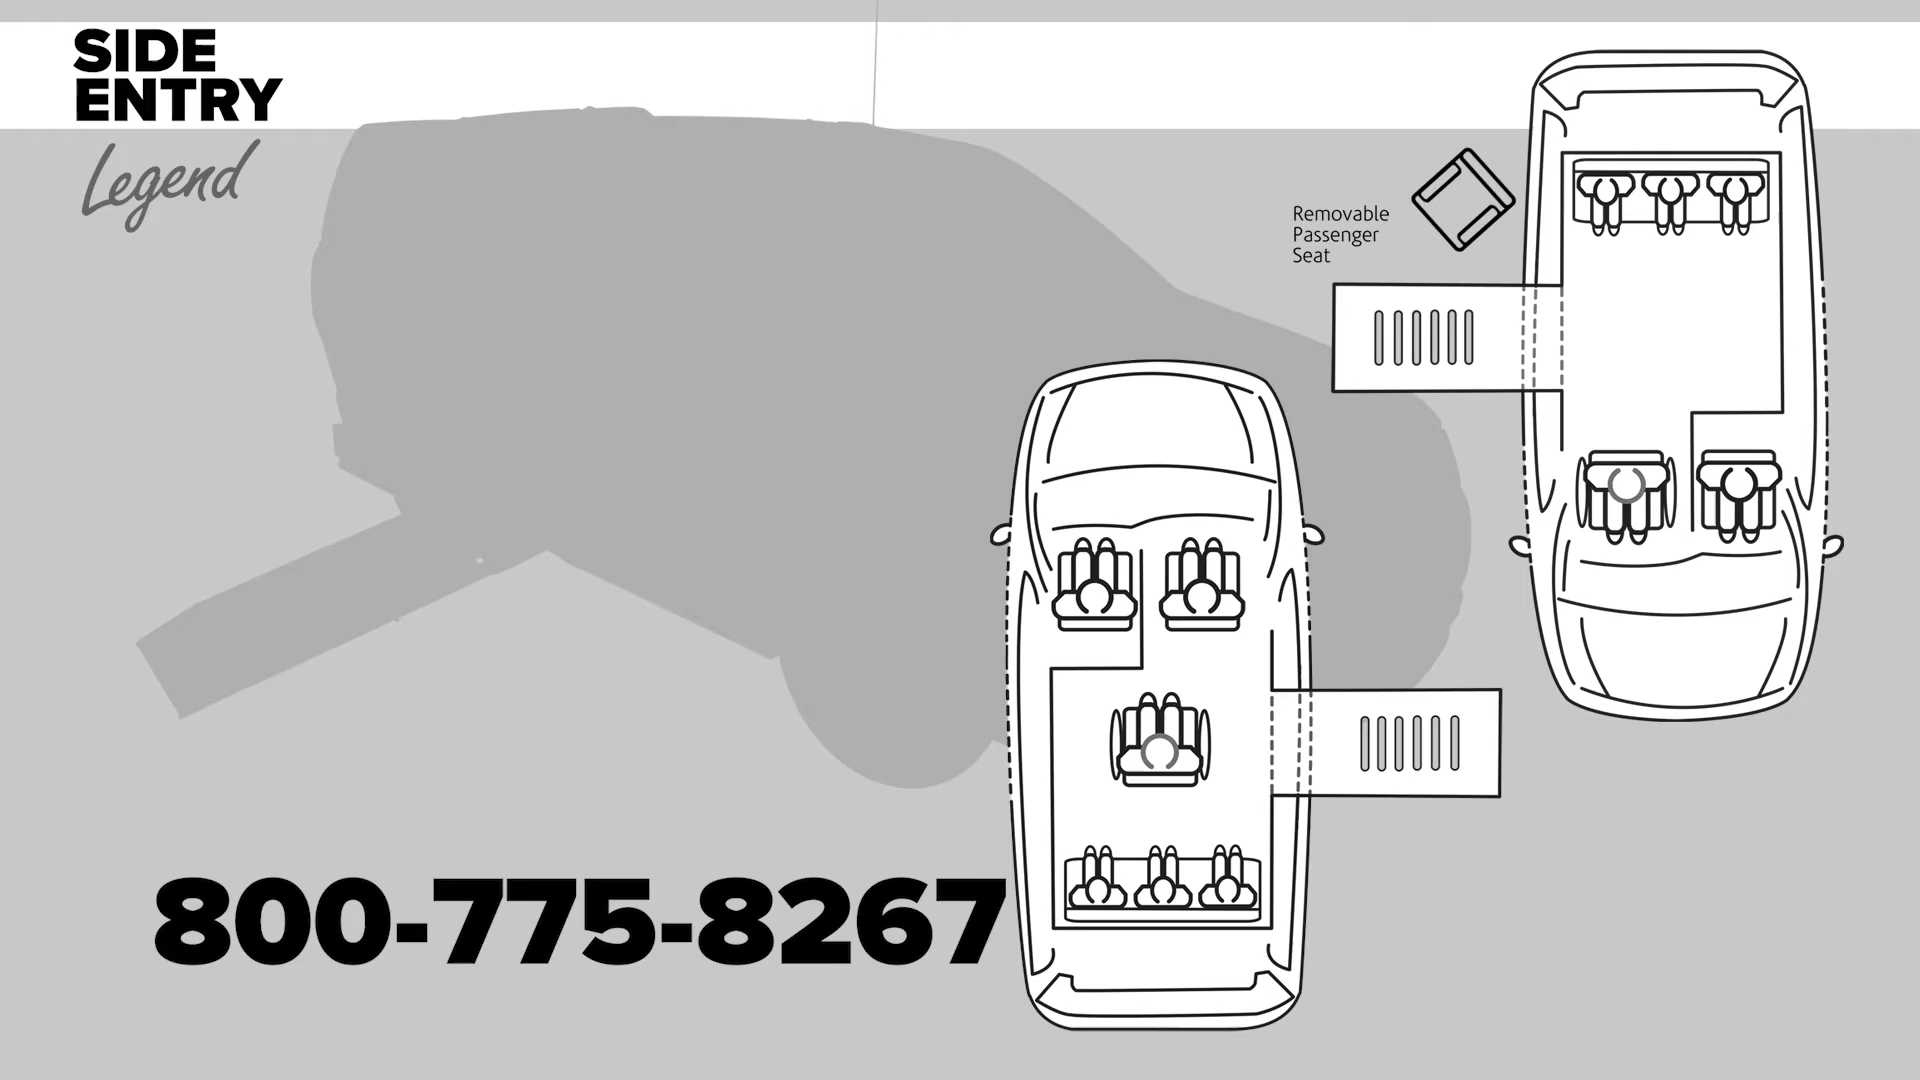 SIDE
ENTRY
Legend
Removable
Passenger
Seat
800-775-8267